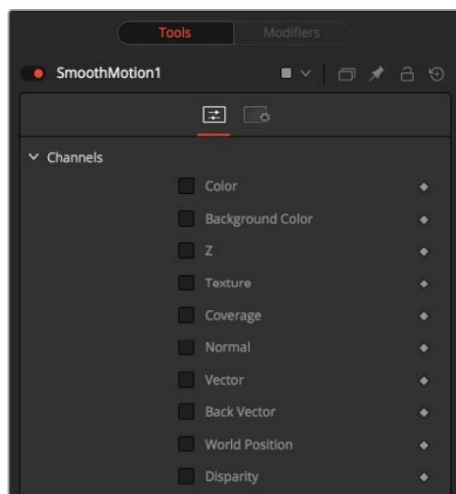 Tools Modifiers
SmoothMotion1
Channels
Color
Background Color
Z
Texture
Coverage
Normal
Vector
Back Vector
World Position
Disparity